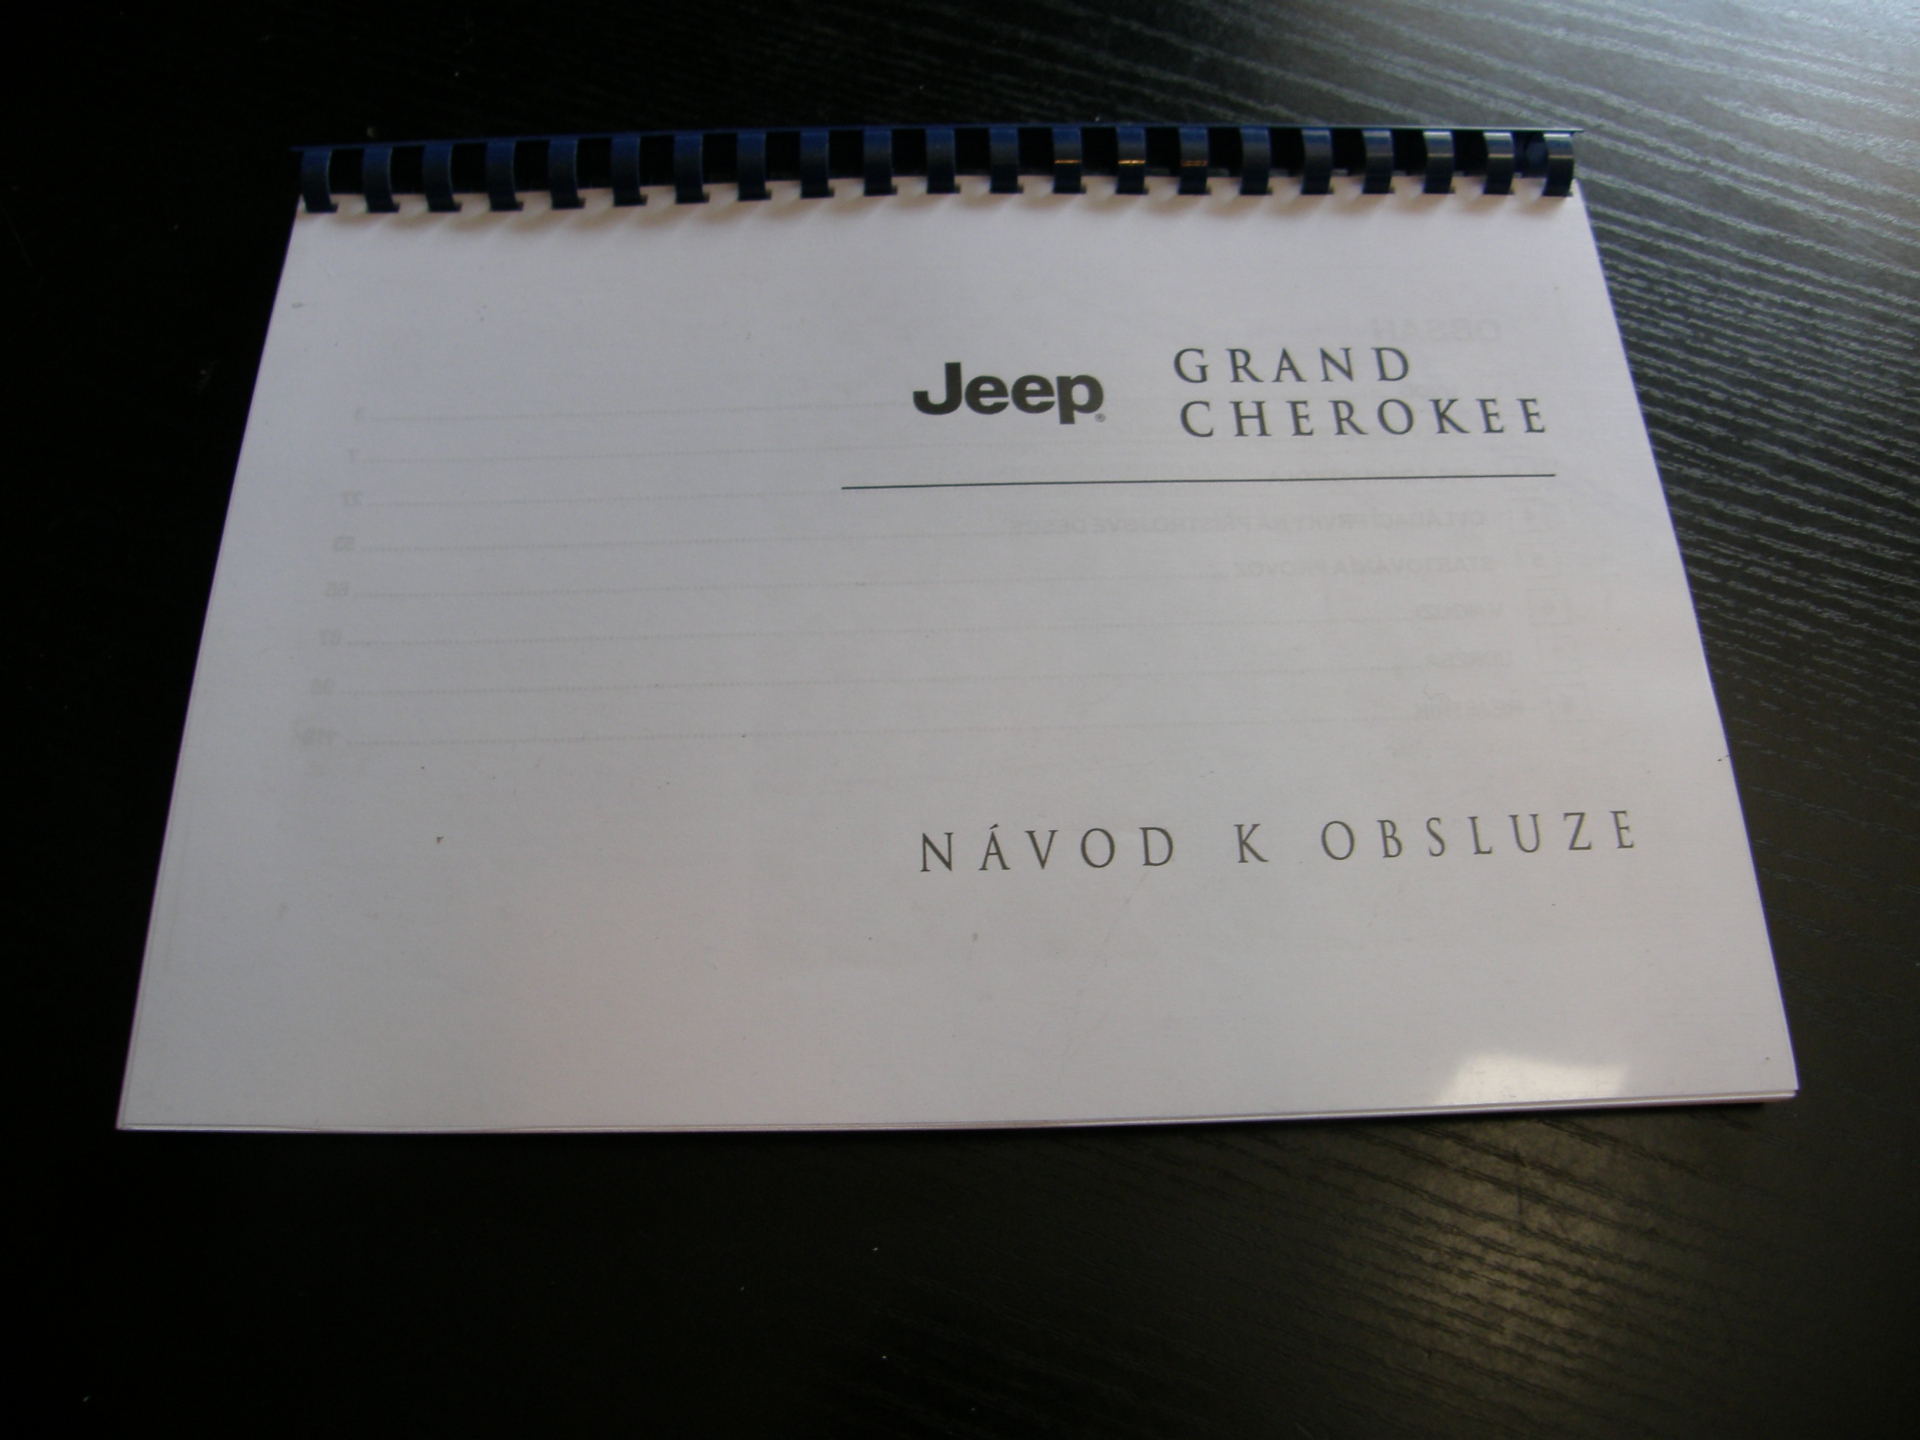 Jeep®
GRAND
CHEROKEE
NÁVOD K OBSLUZE